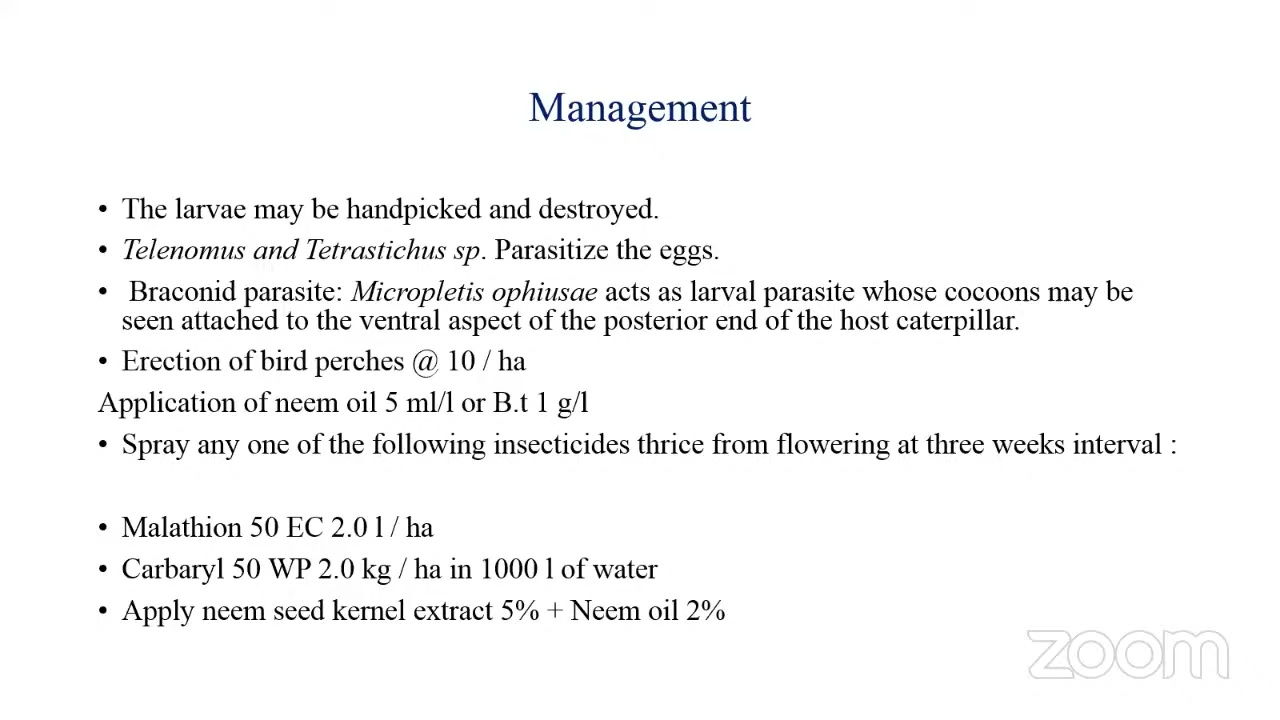 Management
• The larvae may be handpicked and destroyed.
• Telenomus and Tetrastichus sp. Parasitize the eggs.
• Braconid parasite: Micropletis ophiusae acts as larval parasite whose cocoons may be
seen attached to the ventral aspect of the posterior end of the host caterpillar.
• Erection of bird perches @ 10 / ha
Application of neem oil 5 ml/l or B.t 1 g/l
• Spray any one of the following insecticides thrice from flowering at three weeks interval :
• Malathion 50 EC 2.0 l / ha
• Carbaryl 50 WP 2.0 kg / ha in 1000 l of water
• Apply neem seed kernel extract 5% + Neem oil 2%
zoom